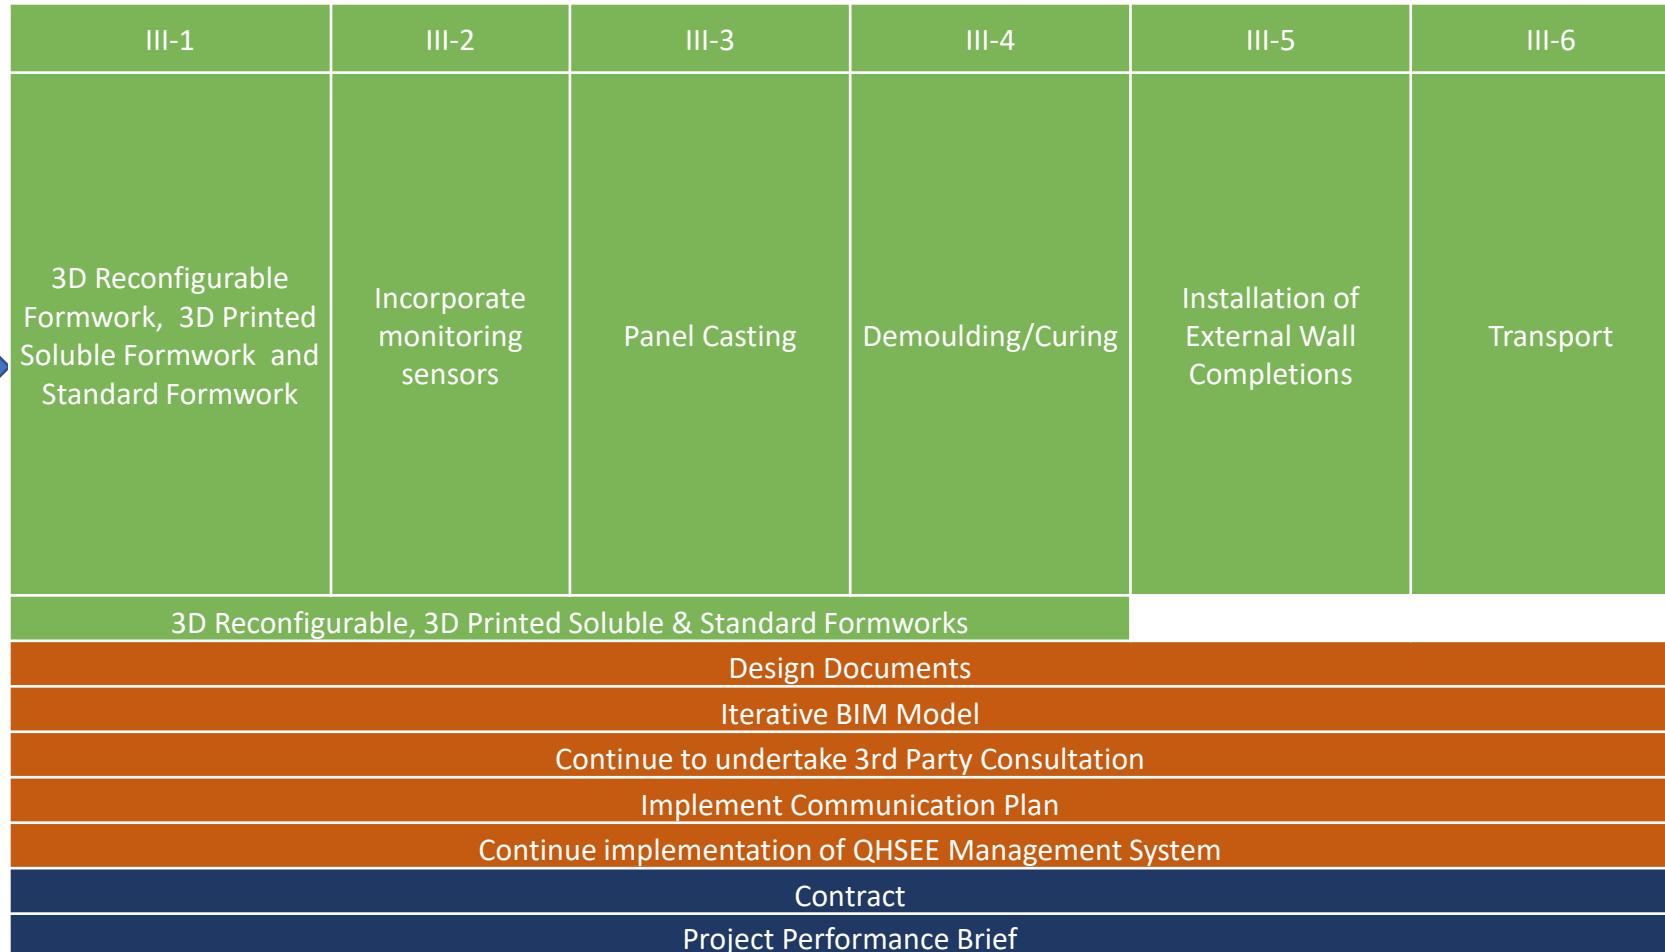 III-1
III-2
III-3
III-4
III-5
III-6
3D Reconfigurable
Formwork,  3D Printed
Soluble Formwork  and
Standard Formwork
Incorporate
monitoring
sensors
Panel Casting
Demoulding/Curing
Installation of
External Wall
Completions
Transport
3D Reconfigurable, 3D Printed Soluble & Standard Formworks
Design Documents
Iterative BIM Model
Continue to undertake 3rd Party Consultation
Implement Communication Plan
Continue implementation of QHSEE Management System
Contract
Project Performance Brief